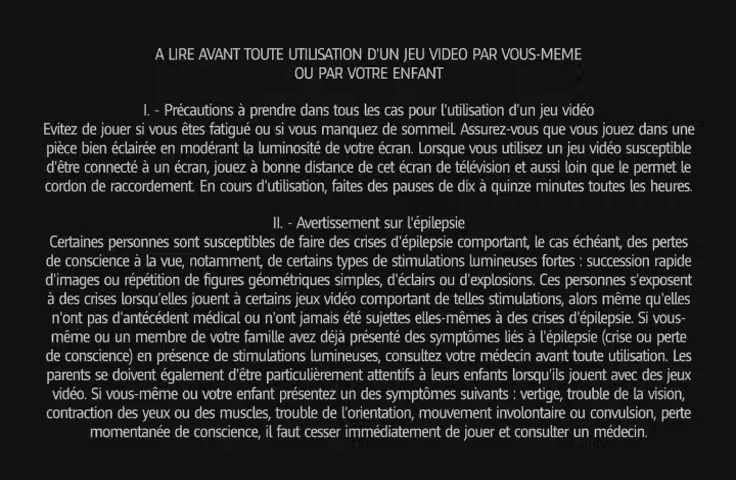 A LIRE AVANT TOUTE UTILISATION D'UN JEU VIDEO PAR VOUS-MEME
OU PAR VOTRE ENFANT
I. - Précautions à prendre dans tous les cas pour l'utilisation d'un jeu vidéo
Evitez de jouer si vous êtes fatigué ou si vous manquez de sommeil. Assurez-vous que vous jouez dans une
pièce bien éclairée en modérant la luminosité de votre écran. Lorsque vous utilisez un jeu vidéo susceptible
d'être connecté à un écran, jouez à bonne distance de cet écran de télévision et aussi loin que le permet le
cordon de raccordement. En cours d'utilisation, faites des pauses de dix à quinze minutes toutes les heures.
II. - Avertissement sur l'épilepsie
Certaines personnes sont susceptibles de faire des crises d'épilepsie comportant, le cas échéant, des pertes
de conscience à la vue, notamment, de certains types de stimulations lumineuses fortes : succession rapide
d'images ou répétition de figures géométriques simples, d'éclairs ou d'explosions. Ces personnes s'exposent
à des crises lorsqu'elles jouent à certains jeux vidéo comportant de telles stimulations, alors même qu'elles
n'ont pas d'antécédent médical ou n'ont jamais été sujettes elles-mêmes à des crises d'épilepsie. Si vous-
même ou un membre de votre famille avez déjà présenté des symptômes liés à l'épilepsie (crise ou perte
de conscience) en présence de stimulations lumineuses, consultez votre médecin avant toute utilisation. Les
parents se doivent également d'être particulièrement attentifs à leurs enfants lorsqu'ils jouent avec des jeux
vidéo. Si vous-même ou votre enfant présentez un des symptômes suivants : vertige, trouble de la vision,
contraction des yeux ou des muscles, trouble de l'orientation, mouvement involontaire ou convulsion, perte
momentanée de conscience, il faut cesser immédiatement de jouer et consulter un médecin.